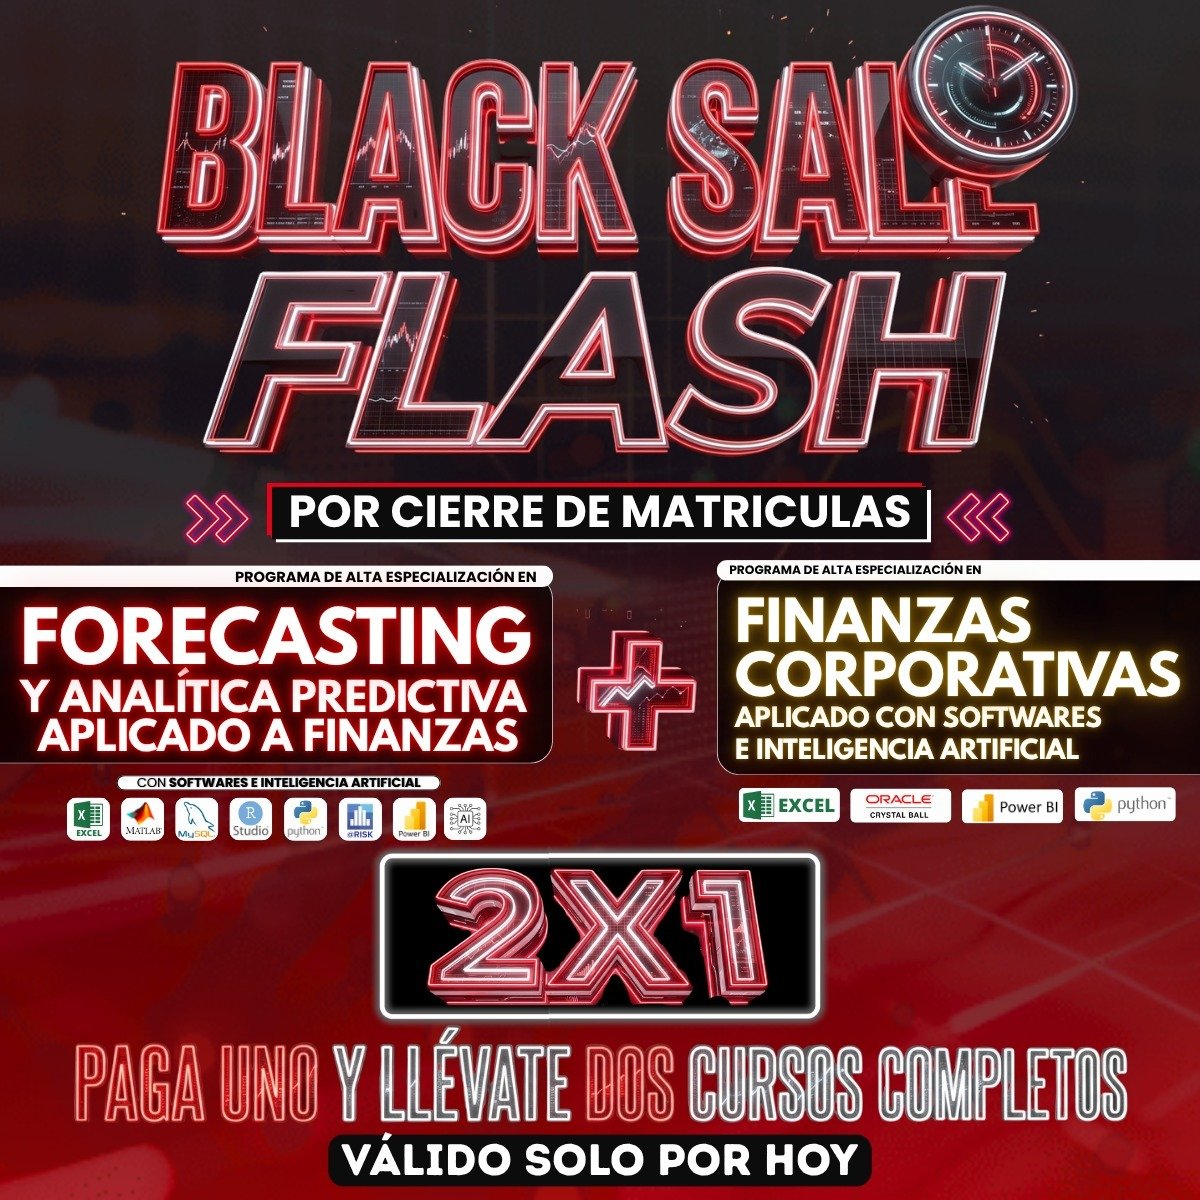 BLACK SALE
FLASH
POR CIERRE DE MATRICULAS
PROGRAMA DE ALTA ESPECIALIZACIÓN EN
FORECASTING
Y ANALÍTICA PREDICTIVA
APLICADO A FINANZAS
CON SOFTWARES E INTELIGENCIA ARTIFICIAL
EXCEL MATLAB MySQL R Studio python @RISK Power BI AI
PROGRAMA DE ALTA ESPECIALIZACIÓN EN
FINANZAS
CORPORATIVAS
APLICADO CON SOFTWARES
E INTELIGENCIA ARTIFICIAL
EXCEL ORACLE CRYSTAL BALL Power BI python
2X1
PAGA UNO Y LLÉVATE DOS CURSOS COMPLETOS
VÁLIDO SOLO POR HOY